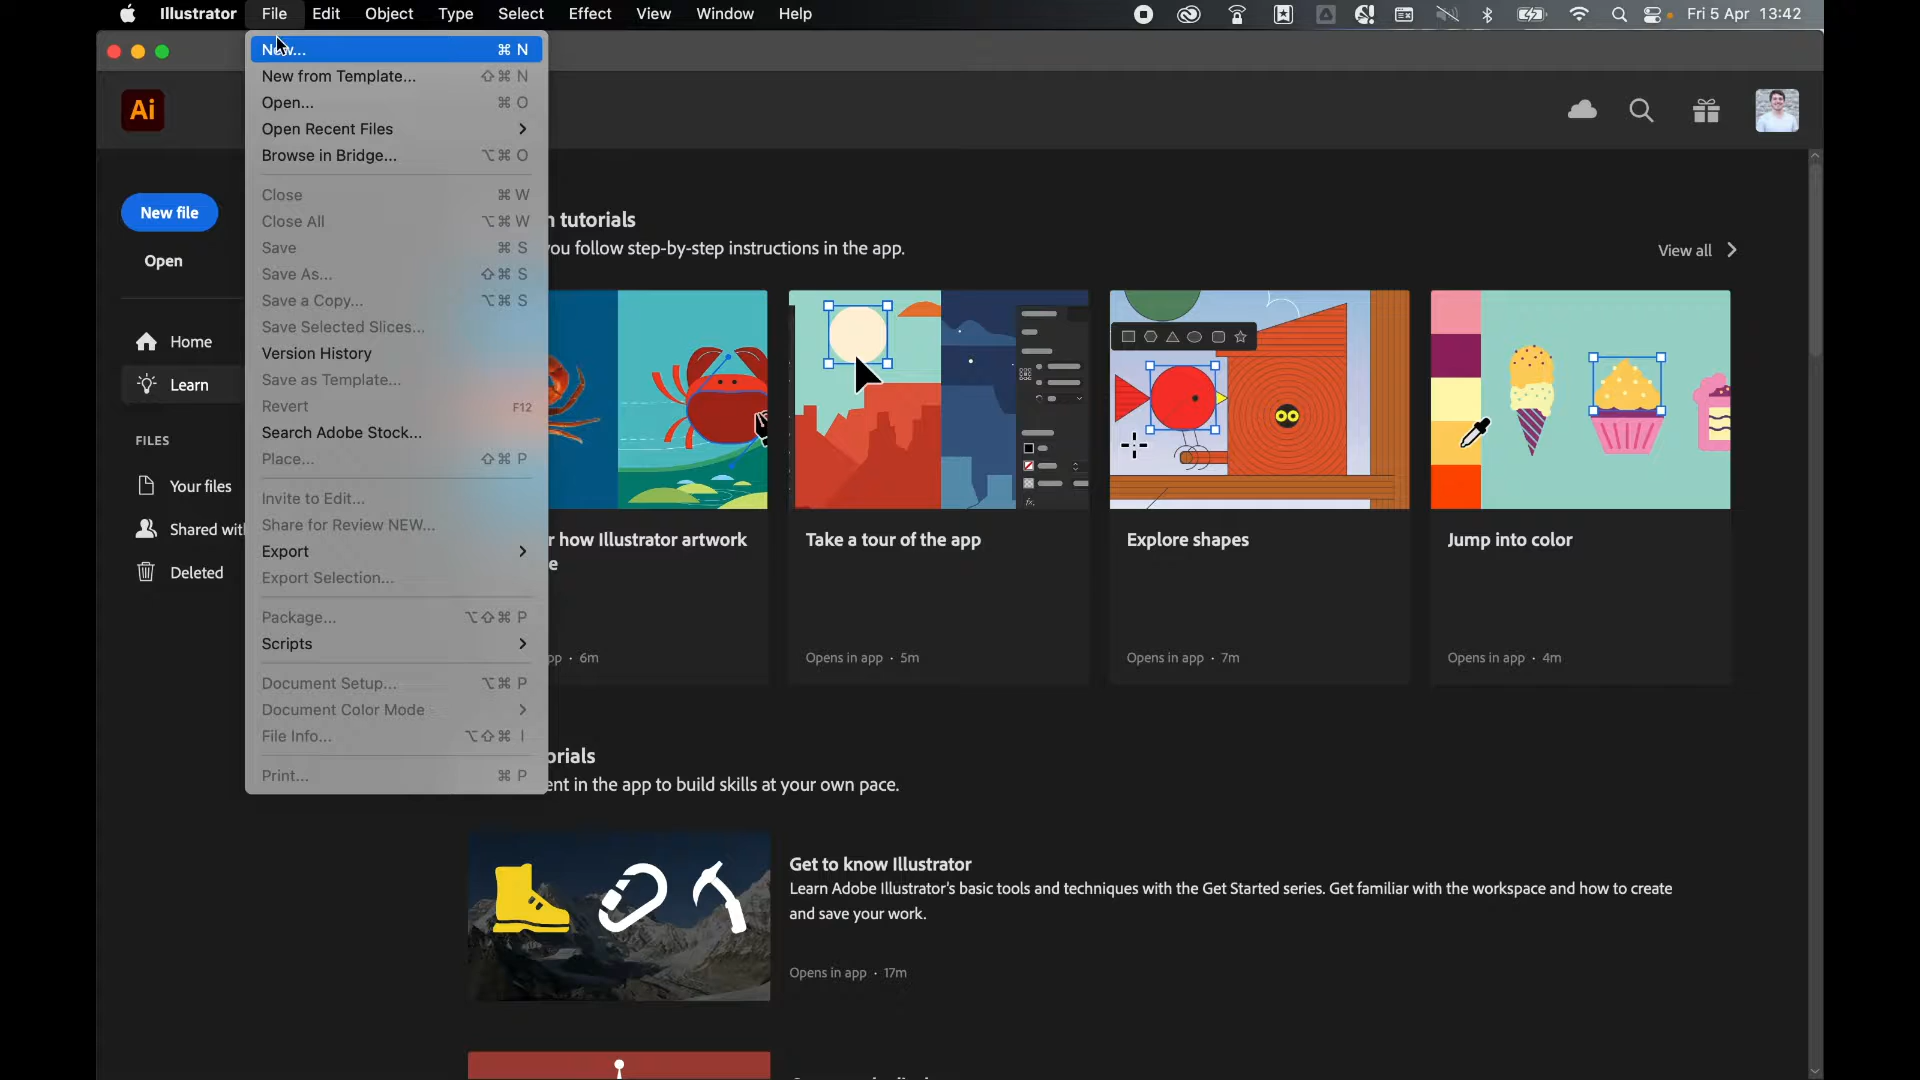 Illustrator File Edit Object Type Select Effect View Window Help Fri 5 Apr 13:42
New... ⌘ N
New from Template... ⇧⌘ N
Open... ⌘ O
Open Recent Files
Browse in Bridge... ⌥⌘ O
Close ⌘ W
Close All ⌥⌘ W
Save ⌘ S
Save As... ⇧⌘ S
Save a Copy... ⌥⌘ S
Save Selected Slices...
Version History
Save as Template...
Revert F12
Search Adobe Stock...
Place... ⇧⌘ P
Invite to Edit...
Share for Review NEW...
Export
Export Selection...
Package... ⌥⇧⌘ P
Scripts
Document Setup... ⌥⌘ P
Document Color Mode
File Info... ⌥⇧⌘ I
Print... ⌘ P
Ai
New file
Open
Home
Learn
FILES
Your files
Shared wit
Deleted
tutorials
ou follow step-by-step instructions in the app.
View all
r how Illustrator artwork
e
pp · 6m
Take a tour of the app
Opens in app · 5m
Explore shapes
Opens in app · 7m
Jump into color
Opens in app · 4m
orials
ent in the app to build skills at your own pace.
Get to know Illustrator
Learn Adobe Illustrator's basic tools and techniques with the Get Started series. Get familiar with the workspace and how to create
and save your work.
Opens in app · 17m